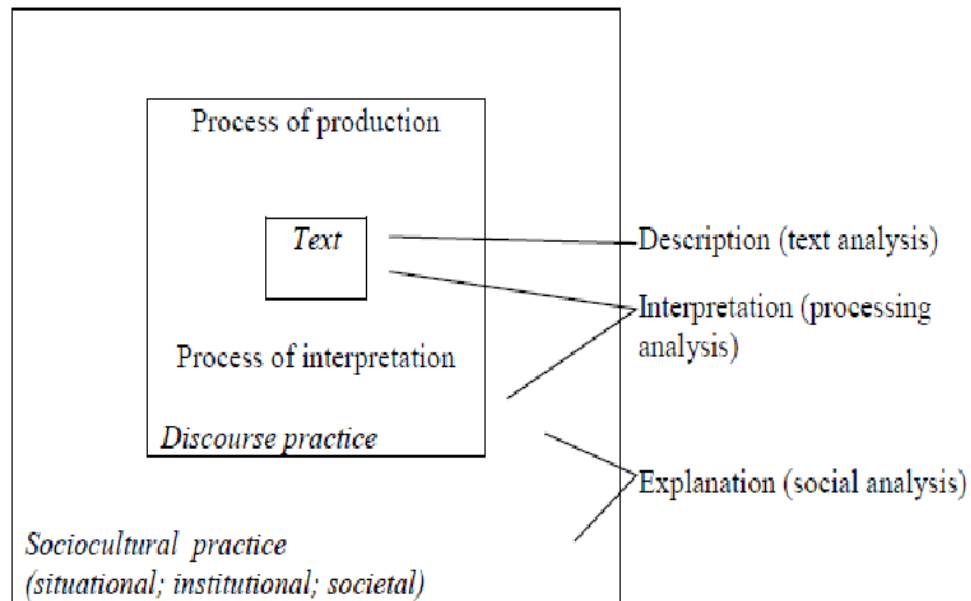 Process of production
Text
Description (text analysis)
Interpretation (processing
analysis)
Process of interpretation
Discourse practice
Explanation (social analysis)
Sociocultural practice
(situational; institutional; societal)